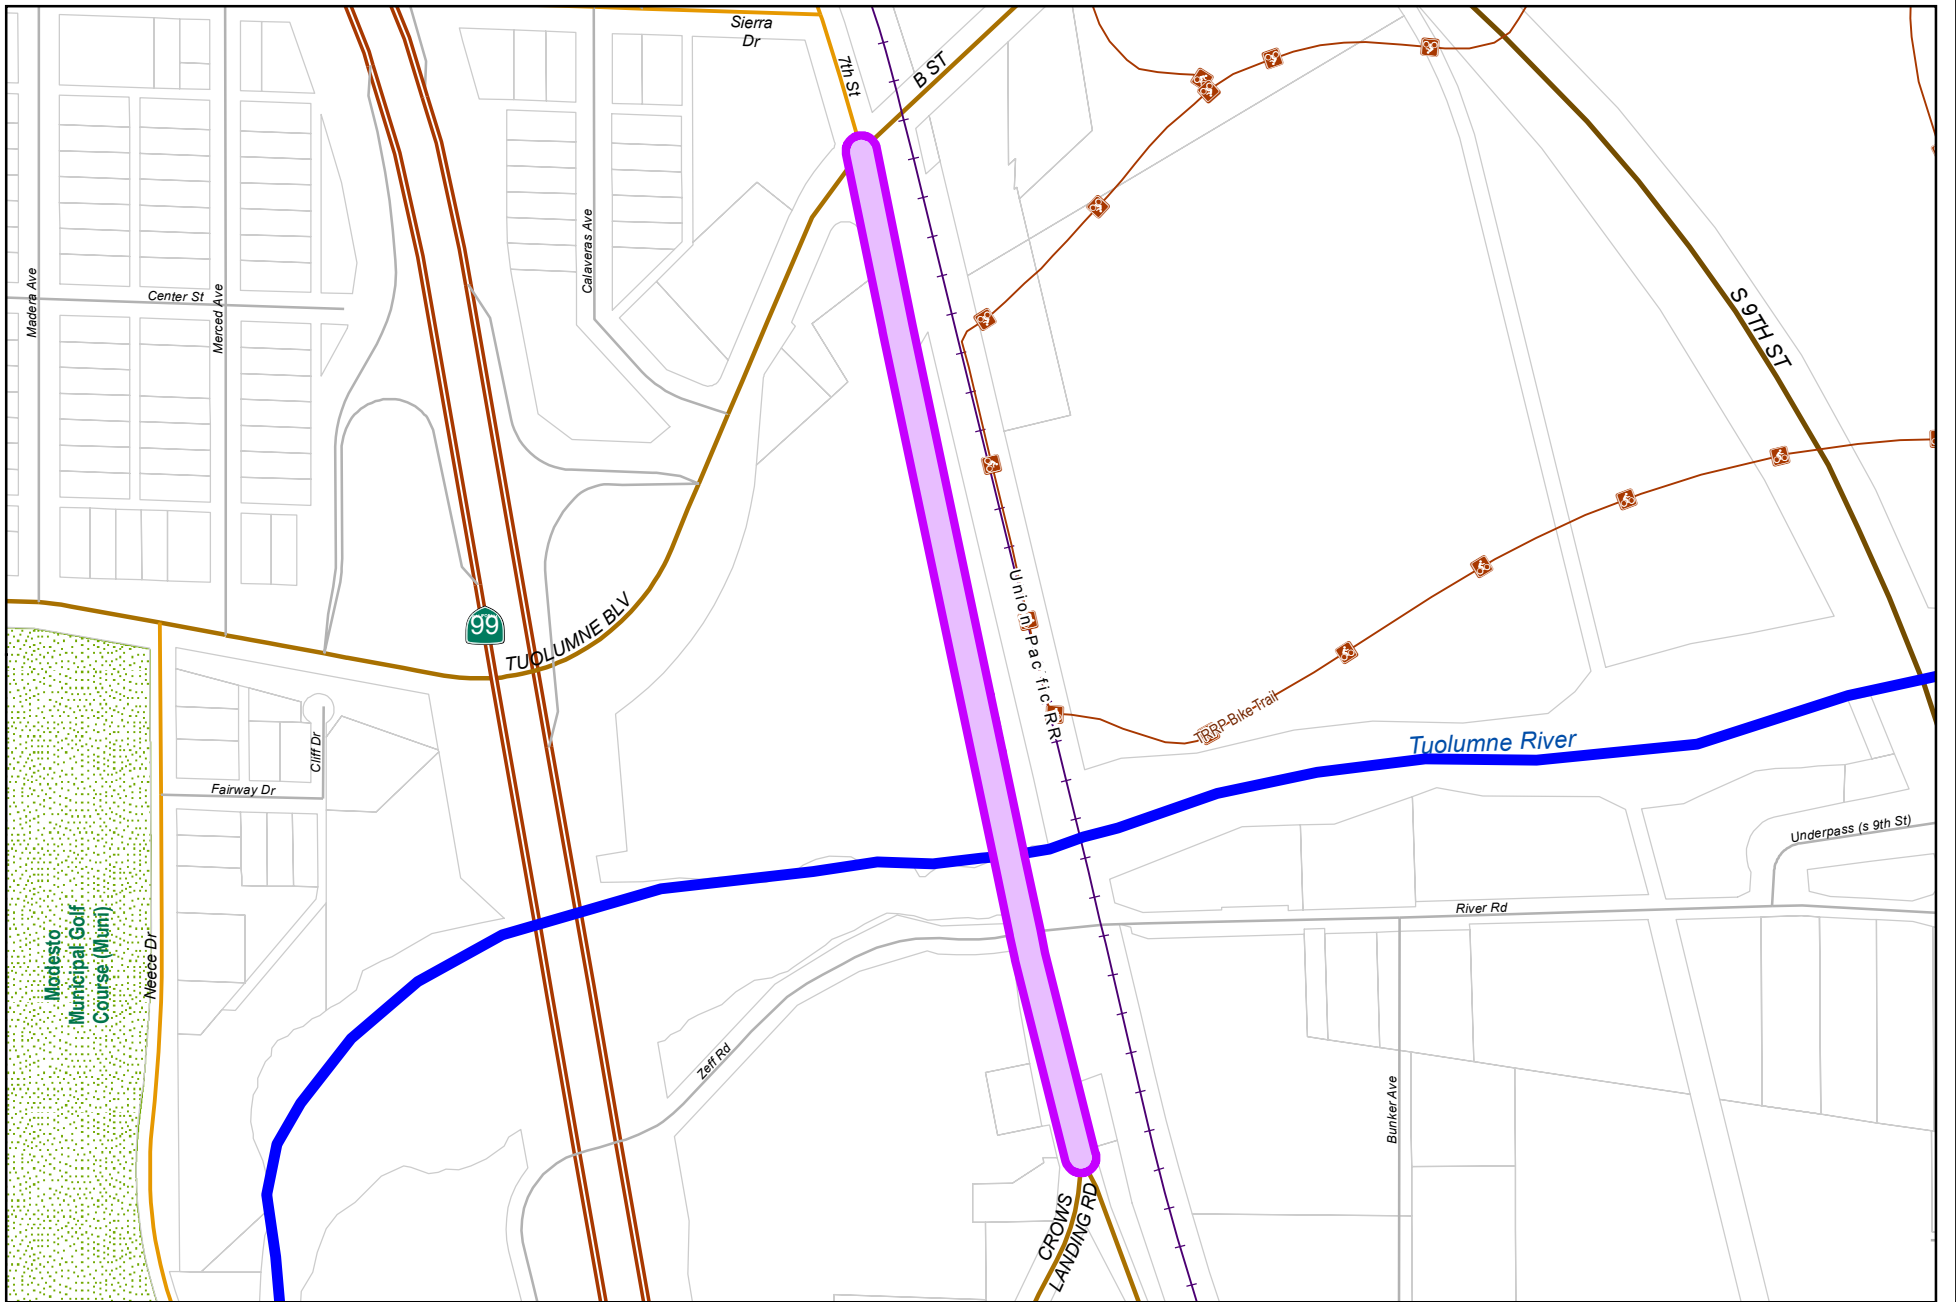 Sierra
Dr
7th St
B ST
Calaveras Ave
Madera Ave
Center St
Merced Ave
S 9TH ST
99
TUOLUMNE BLV
Union Pacific RR
TRRP-Bike-Trail
Tuolumne River
Cliff Dr
Fairway Dr
Underpass (s 9th St)
River Rd
Modesto
Municipal Golf
Course (Muni)
Neece Dr
Zeff Rd
Bunker Ave
CROWS
LANDING RD